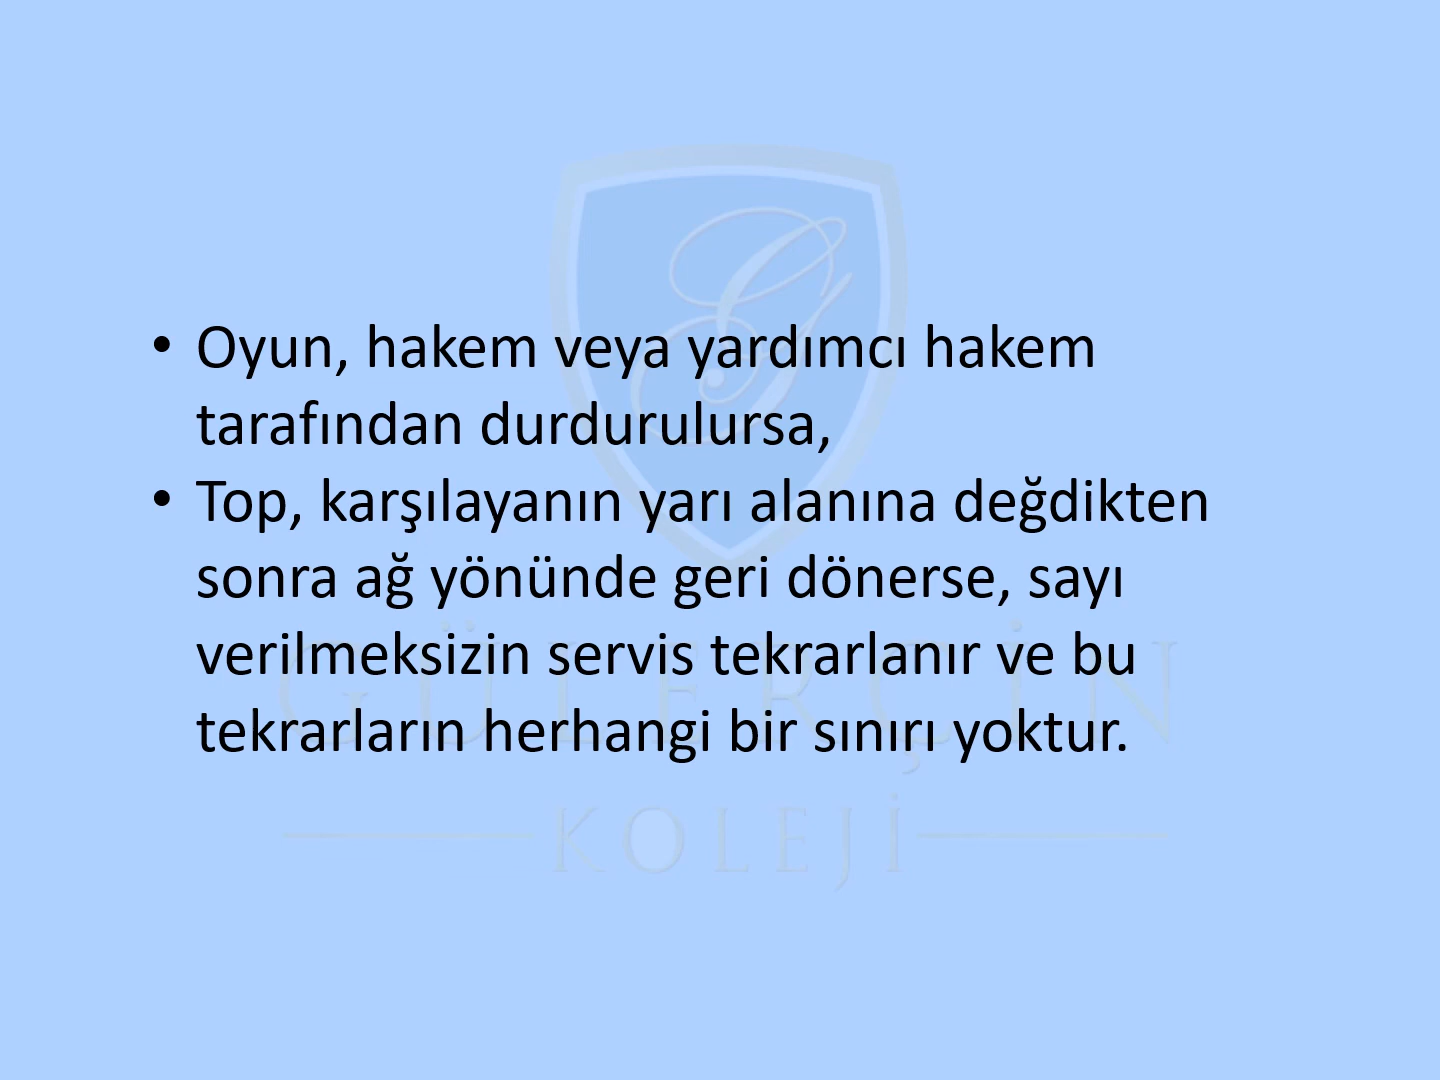 • Oyun, hakem veya yardımcı hakem
tarafından durdurulursa,
• Top, karşılayanın yarı alanına değdikten
sonra ağ yönünde geri dönerse, sayı
verilmeksizin servis tekrarlanır ve bu
tekrarların herhangi bir sınırı yoktur.
GÜLERÇİN
KOLEJİ